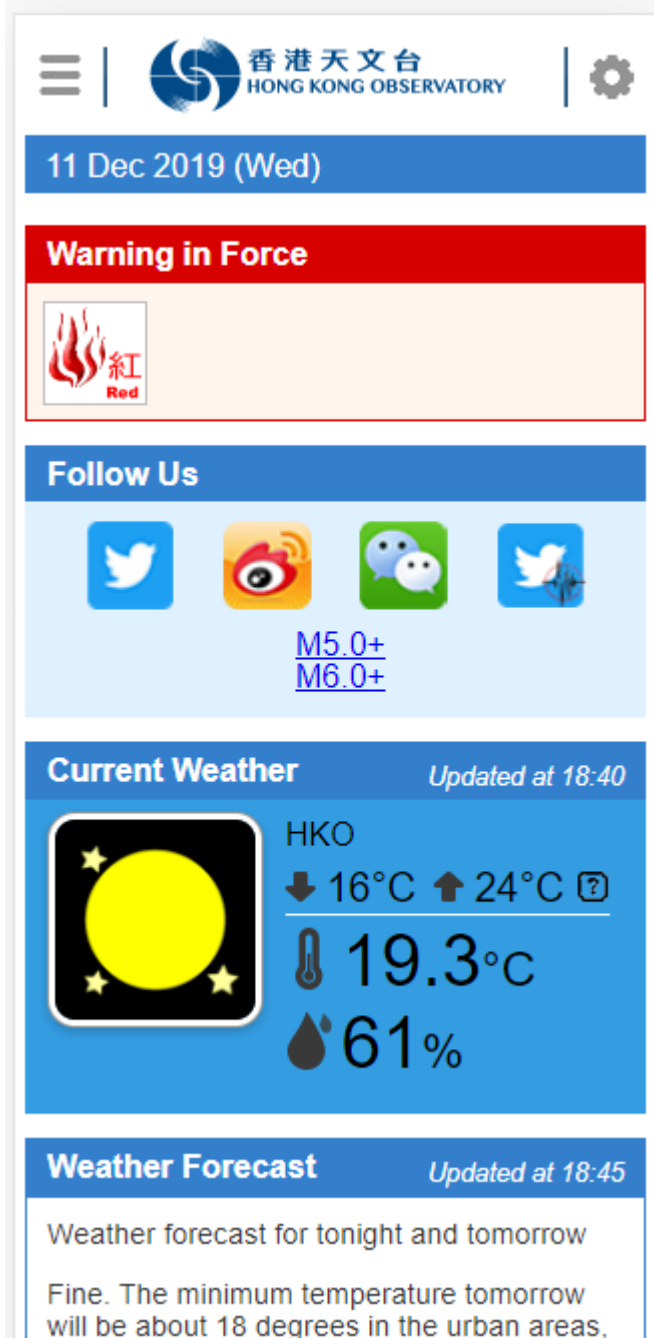 香港天文台
HONG KONG OBSERVATORY
11 Dec 2019 (Wed)
Warning in Force
紅
Red
Follow Us
M5.0+
M6.0+
Current Weather
Updated at 18:40
HKO
16°C 24°C ?
19.3°C
61%
Weather Forecast
Updated at 18:45
Weather forecast for tonight and tomorrow
Fine. The minimum temperature tomorrow
will be about 18 degrees in the urban areas,